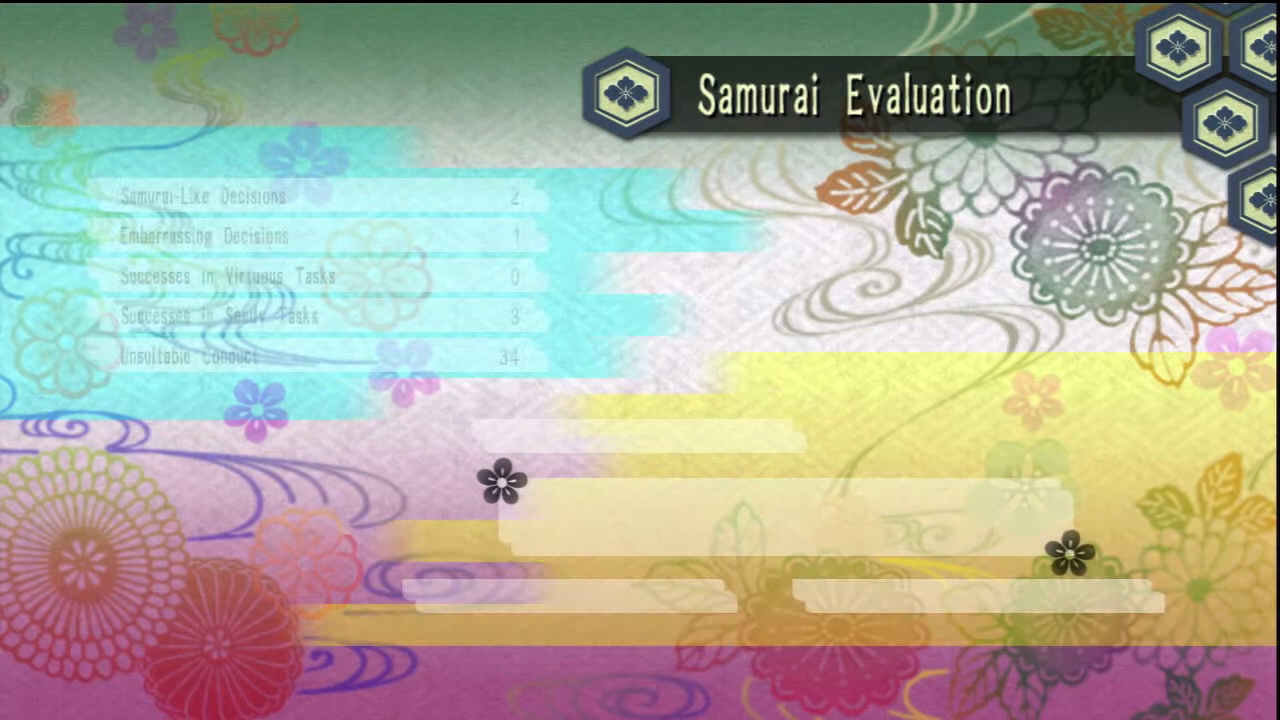 Samurai Evaluation
Samurai-Like Decisions 2
Embarrassing Decisions 1
Successes in Virtuous Tasks 0
Successes in Sendo Tasks 3
Unsuitable Conduct 34